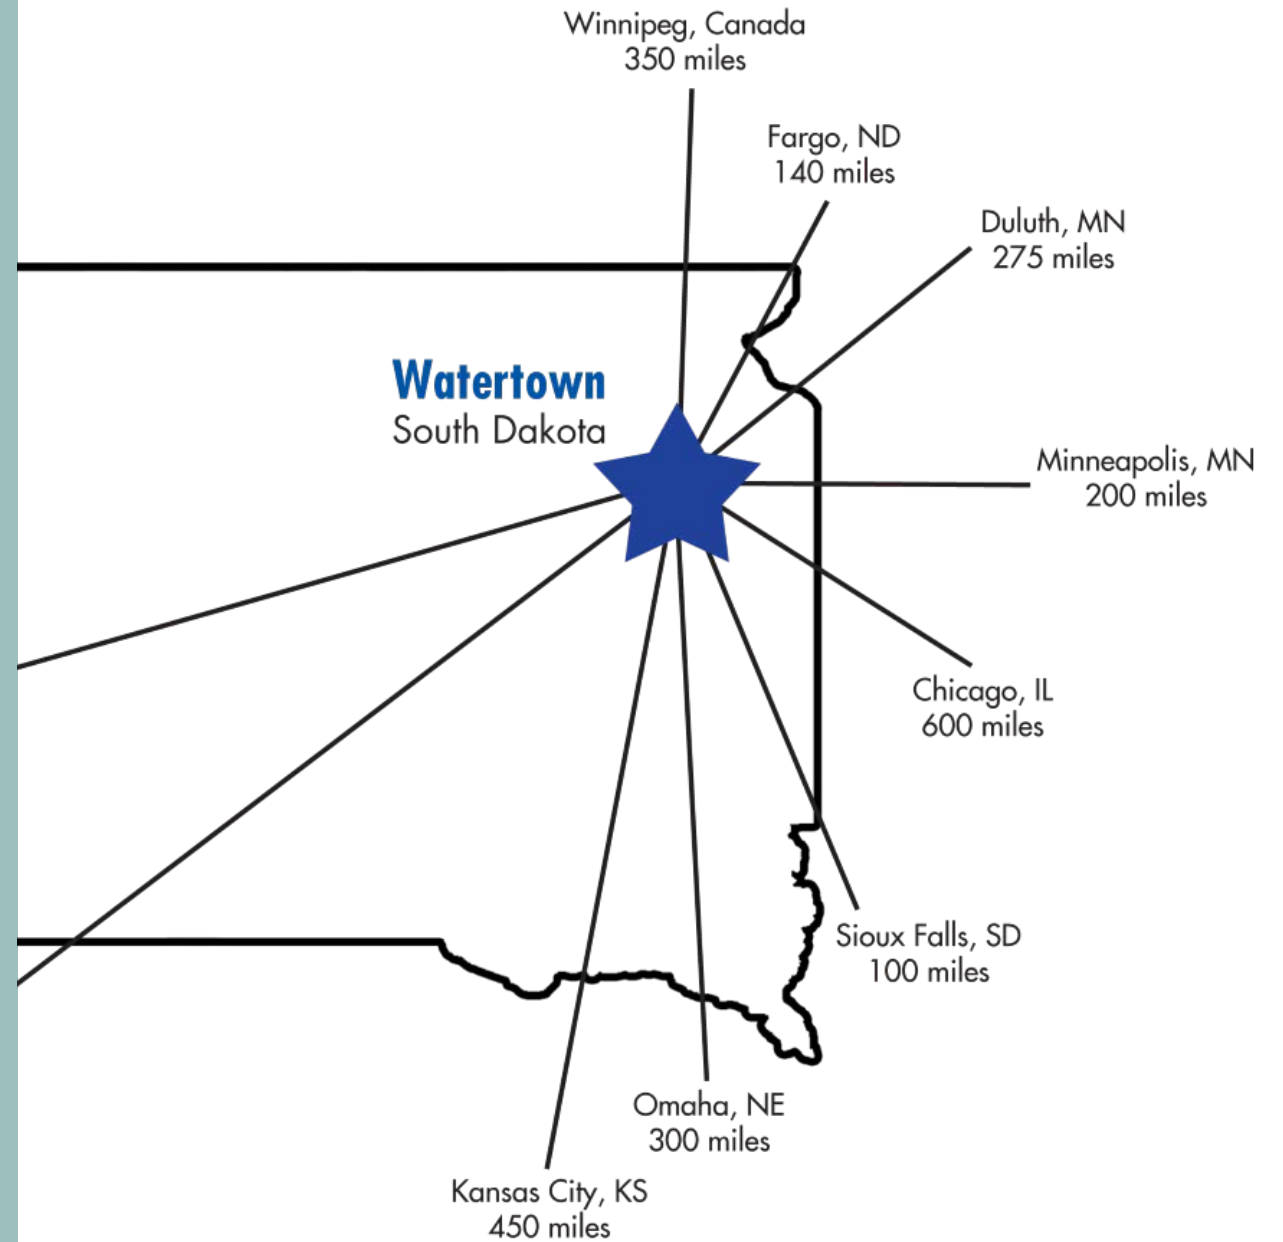 Winnipeg, Canada
350 miles
Fargo, ND
140 miles
Duluth, MN
275 miles
Watertown
South Dakota
Minneapolis, MN
200 miles
Chicago, IL
600 miles
Sioux Falls, SD
100 miles
Omaha, NE
300 miles
Kansas City, KS
450 miles